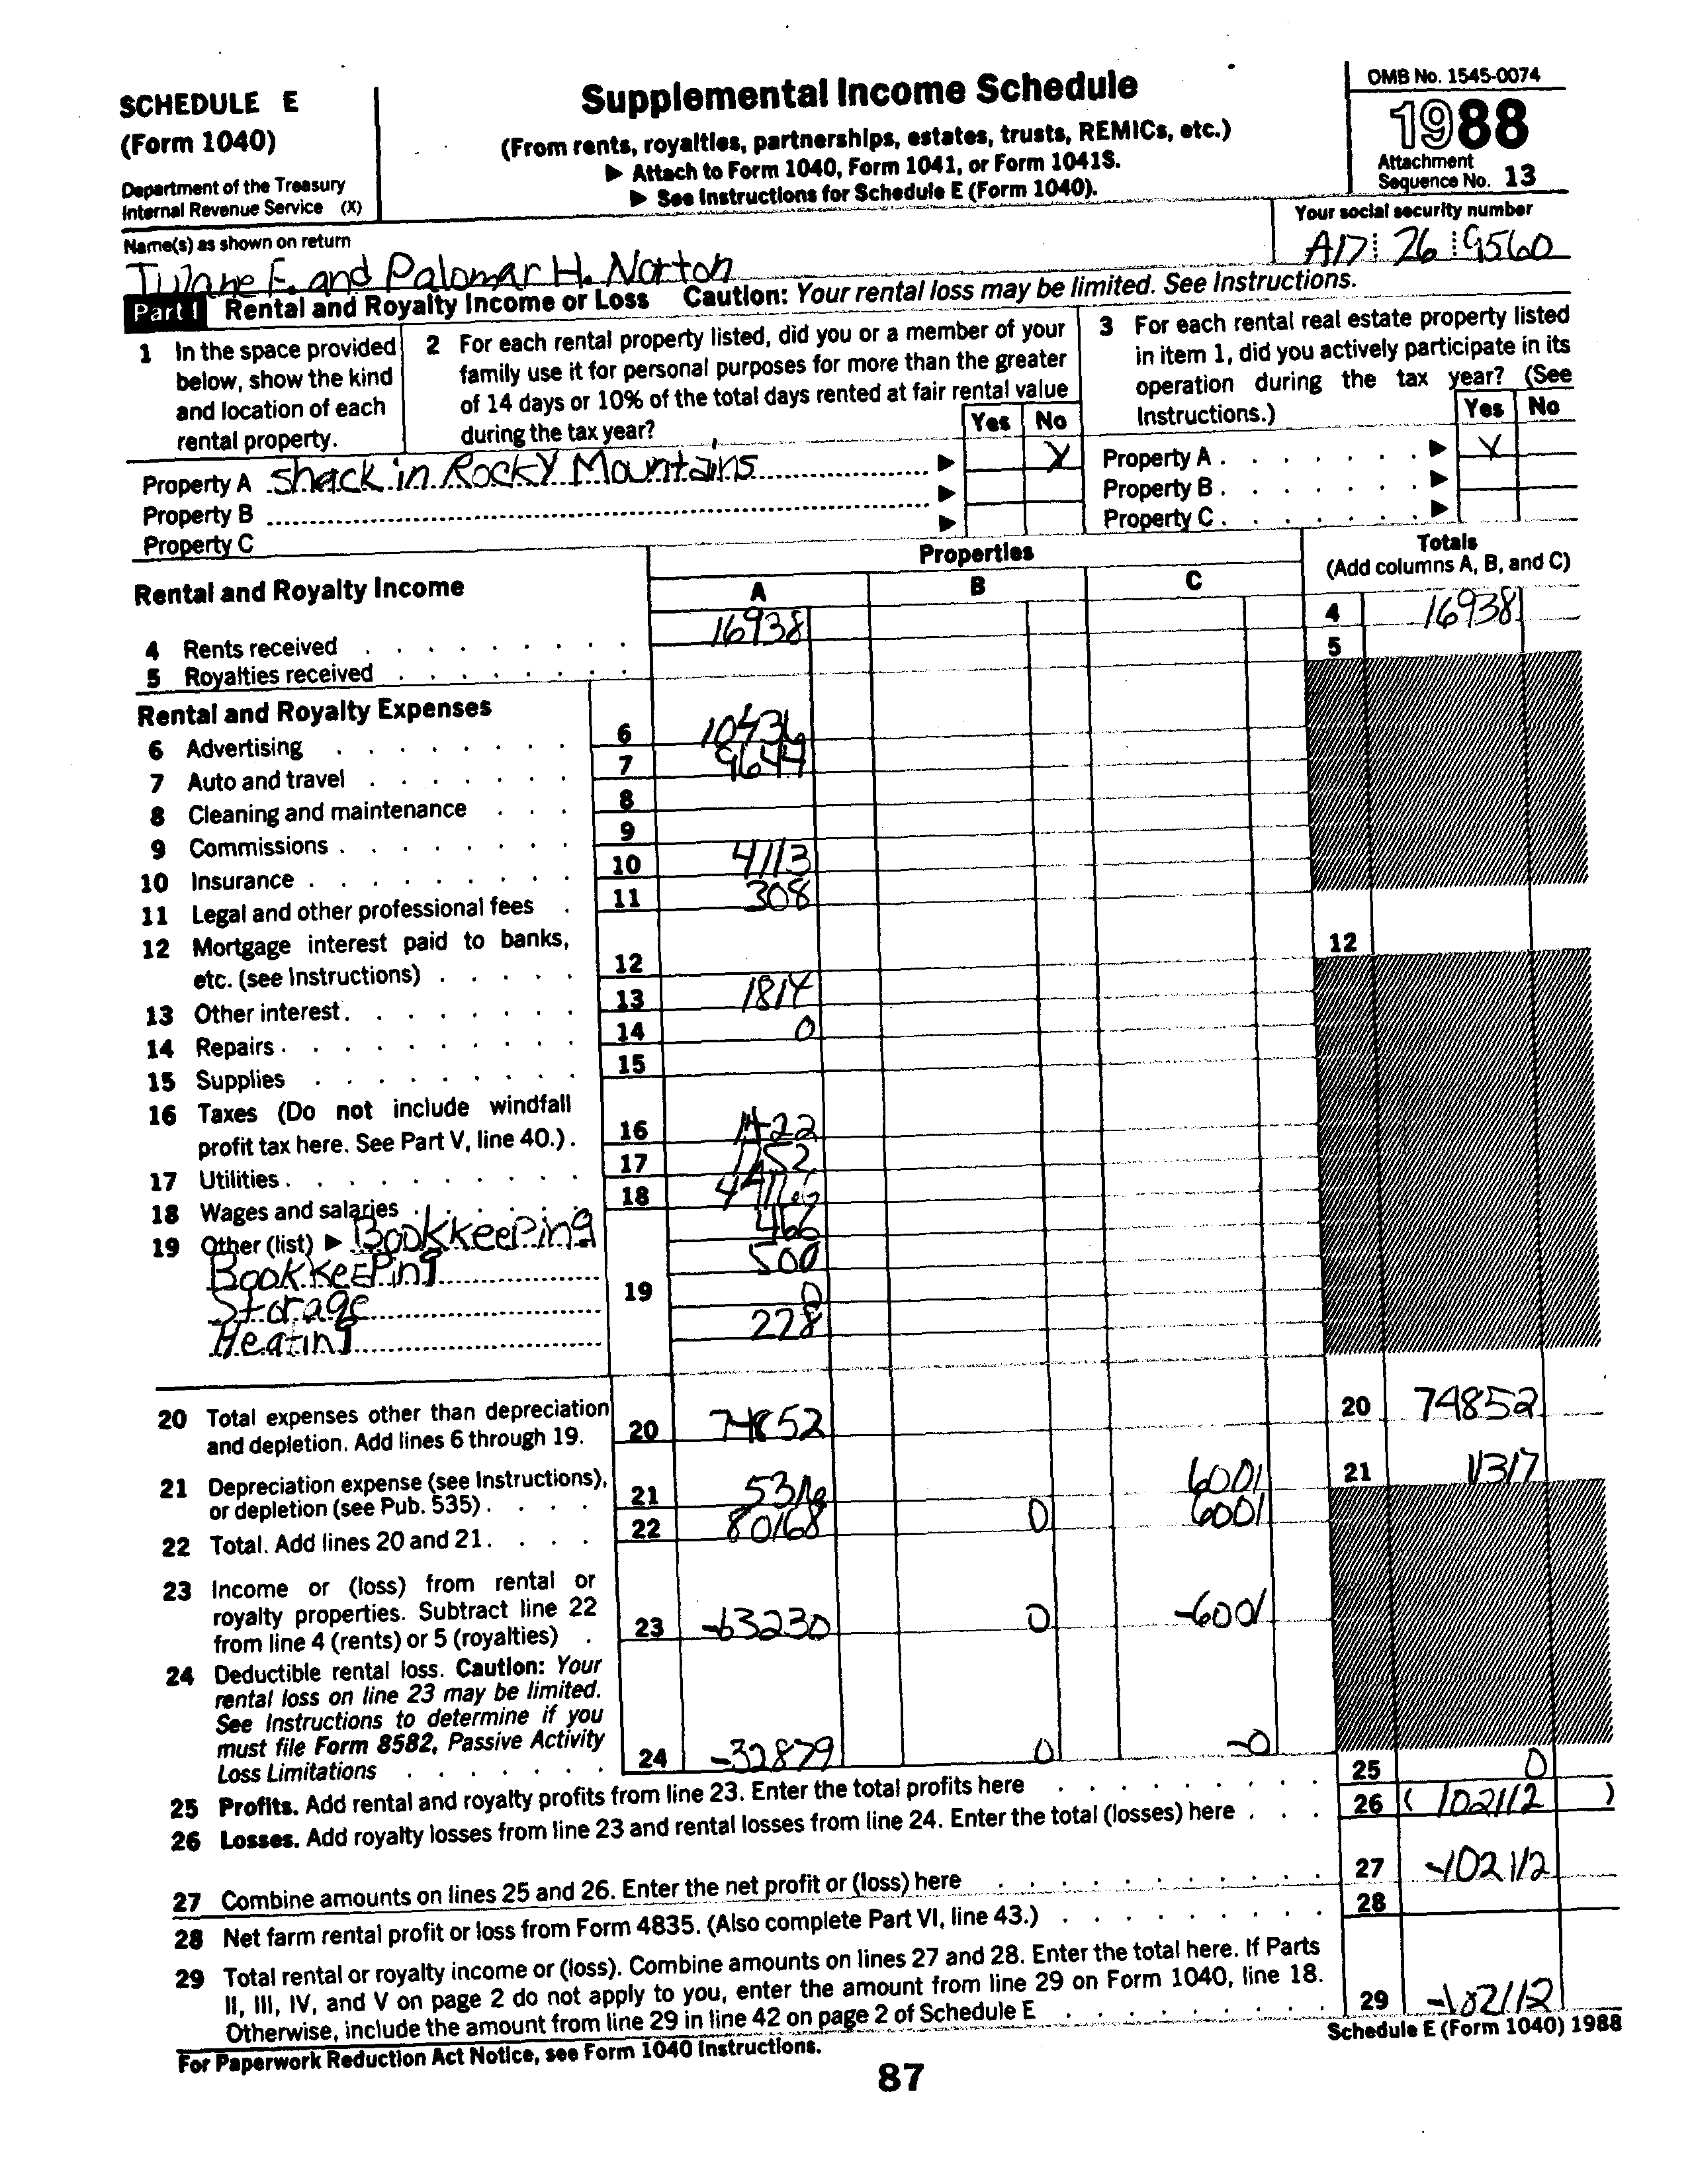 SCHEDULE E
(Form 1040)
Department of the Treasury
Internal Revenue Service (X)
Supplemental Income Schedule
(From rents, royalties, partnerships, estates, trusts, REMICs, etc.)
▶ Attach to Form 1040, Form 1041, or Form 1041S.
▶ See Instructions for Schedule E (Form 1040).
OMB No. 1545-0074
1988
Attachment
Sequence No. 13
Name(s) as shown on return
Tulane E. and Palomar H. Norton
Your social security number
A17 26 9560
Part I Rental and Royalty Income or Loss Caution: Your rental loss may be limited. See Instructions.
1 In the space provided
below, show the kind
and location of each
rental property.
2 For each rental property listed, did you or a member of your
family use it for personal purposes for more than the greater
of 14 days or 10% of the total days rented at fair rental value
during the tax year? Yes No
3 For each rental real estate property listed
in item 1, did you actively participate in its
operation during the tax year? (See
Instructions.) Yes No
Property A Shack in Rocky Mountains ▶ X
Property B ▶
Property C ▶
Property A ▶ X
Property B ▶
Property C ▶
Rental and Royalty Income
Properties
A B C
Totals
(Add columns A, B, and C)
4 Rents received 16938 4 16938
5 Royalties received 5
Rental and Royalty Expenses
6 Advertising 6 10436
7 Auto and travel 7 9644
8 Cleaning and maintenance 8
9 Commissions 9
10 Insurance 10 4113
11 Legal and other professional fees 11 308
12 Mortgage interest paid to banks,
etc. (see Instructions) 12 12
13 Other interest 13 1814
14 Repairs 14 0
15 Supplies 15
16 Taxes (Do not include windfall
profit tax here. See Part V, line 40.) 16 1422
17 Utilities 17 1752
18 Wages and salaries 18
19 Other (list) ▶ Bookkeeping 466
Bookkeeping 500
Storage 19 0
Heating 228
20 Total expenses other than depreciation
and depletion. Add lines 6 through 19. 20 74852 20 74852
21 Depreciation expense (see Instructions),
or depletion (see Pub. 535) 21 5316 6001 21 11317
22 Total. Add lines 20 and 21. 22 80168 0 6001
23 Income or (loss) from rental or
royalty properties. Subtract line 22
from line 4 (rents) or 5 (royalties) 23 -63230 0 -6001
24 Deductible rental loss. Caution: Your
rental loss on line 23 may be limited.
See Instructions to determine if you
must file Form 8582, Passive Activity
Loss Limitations 24 -32879 0 -0
25 Profits. Add rental and royalty profits from line 23. Enter the total profits here 25 0
26 Losses. Add royalty losses from line 23 and rental losses from line 24. Enter the total (losses) here 26 ( 102112 )
27 Combine amounts on lines 25 and 26. Enter the net profit or (loss) here 27 -102112
28 Net farm rental profit or loss from Form 4835. (Also complete Part VI, line 43.) 28
29 Total rental or royalty income or (loss). Combine amounts on lines 27 and 28. Enter the total here. If Parts
II, III, IV, and V on page 2 do not apply to you, enter the amount from line 29 on Form 1040, line 18.
Otherwise, include the amount from line 29 in line 42 on page 2 of Schedule E 29 -102112
For Paperwork Reduction Act Notice, see Form 1040 Instructions.
Schedule E (Form 1040) 1988
87